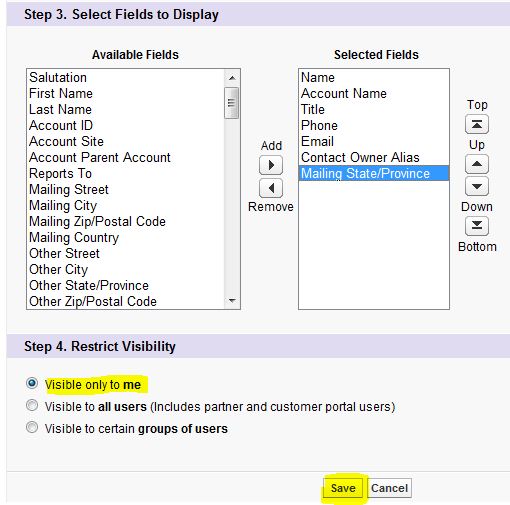 Step 3. Select Fields to Display
Available Fields
Salutation
First Name
Last Name
Account ID
Account Site
Account Parent Account
Reports To
Mailing Street
Mailing City
Mailing Zip/Postal Code
Mailing Country
Other Street
Other City
Other State/Province
Other Zip/Postal Code
Add
Remove
Selected Fields
Name
Account Name
Title
Phone
Email
Contact Owner Alias
Mailing State/Province
Top
Up
Down
Bottom
Step 4. Restrict Visibility
Visible only to me
Visible to all users (Includes partner and customer portal users)
Visible to certain groups of users
Save Cancel